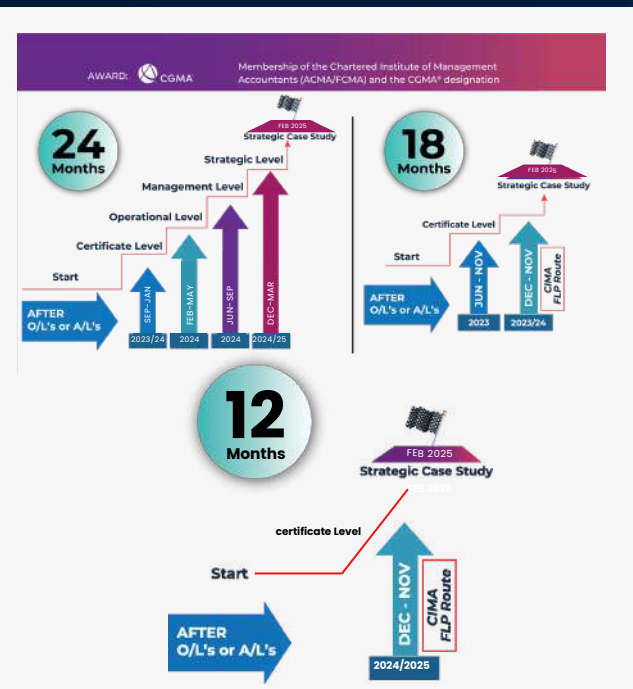 AWARD: CGMA
Membership of the Chartered Institute of Management
Accountants (ACMA/FCMA) and the CGMA® designation
24
Months
FEB 2025
Strategic Case Study
Strategic Level
Management Level
Operational Level
Certificate Level
Start
AFTER
O/L's or A/L's
SEP-JAN
2023/24
FEB-MAY
2024
JUN-SEP
2024
DEC-MAR
2024/25
18
Months
FEB 2025
Strategic Case Study
Certificate Level
Start
AFTER
O/L's or A/L's
JUN - NOV
2023
DEC - NOV
2023/24
CIMA
FLP Route
12
Months
FEB 2025
Strategic Case Study
FEB 2025
certificate Level
Start
AFTER
O/L's or A/L's
DEC - NOV
2024/2025
CIMA
FLP Route